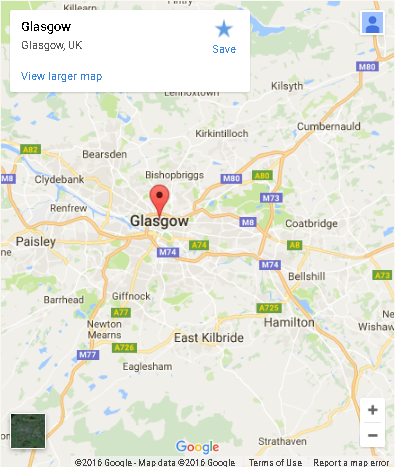 Killearn
Fintry
Glasgow
Glasgow, UK
Save
View larger map
M80
Lennoxtown
Kilsyth
Cumbernauld
Kirkintilloch
A82
Bearsden
Bishopbriggs
M8
Clydebank
M80
A80
M73
Renfrew
Glasgow
M8
Coatbridge
Paisley
M74
A74
A8
M74
Bellshill
A73
Barrhead
Giffnock
A77
A725
Newton
Mearns
Hamilton
Wishaw
A726
East Kilbride
M77
Eaglesham
+
−
Strathaven
Google
©2016 Google - Map data ©2016 Google
Terms of Use
Report a map error